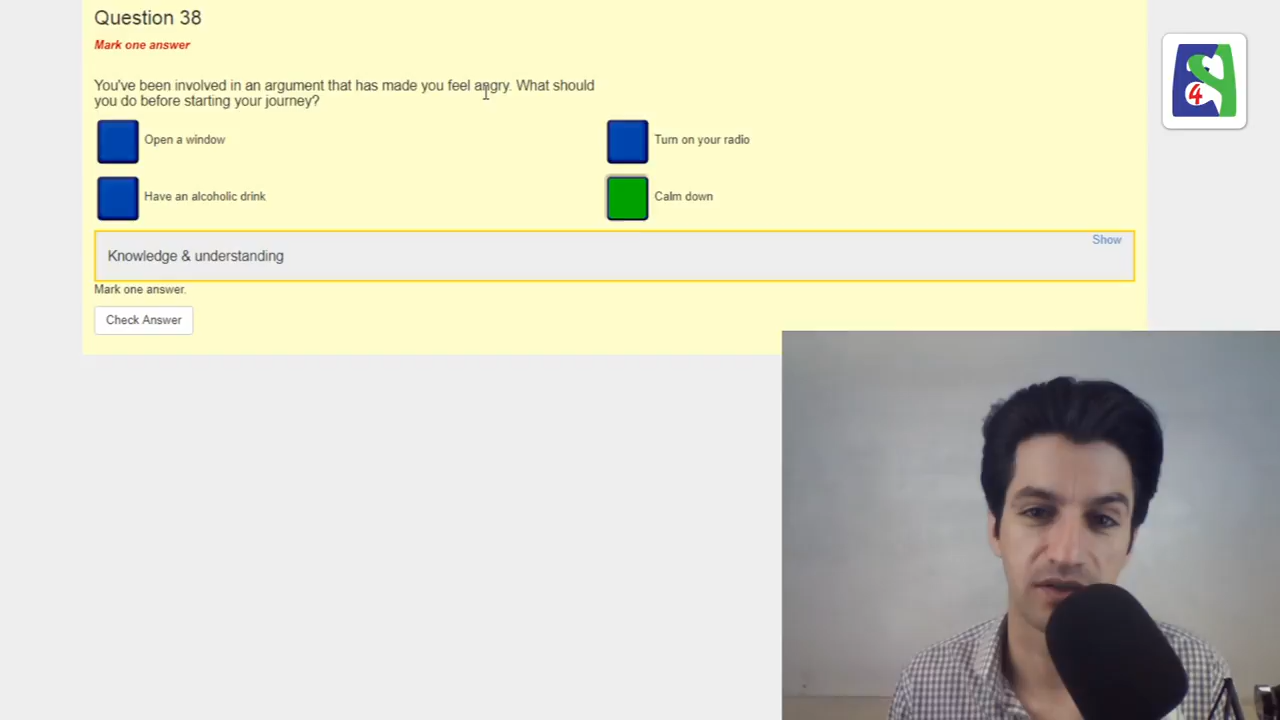 Question 38
Mark one answer
You've been involved in an argument that has made you feel angry. What should
you do before starting your journey?
Open a window
Turn on your radio
Have an alcoholic drink
Calm down
Show
Knowledge & understanding
Mark one answer.
Check Answer
4